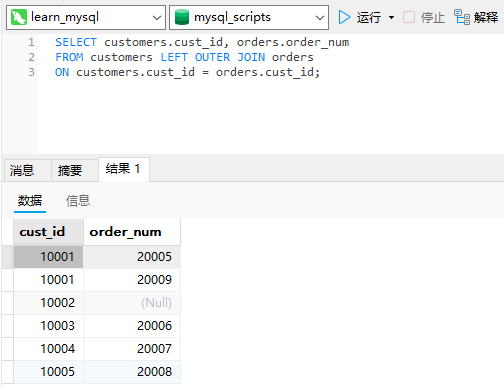 learn_mysql mysql_scripts 运行 停止 解释
1 SELECT customers.cust_id, orders.order_num
2 FROM customers LEFT OUTER JOIN orders
3 ON customers.cust_id = orders.cust_id;
消息 摘要 结果 1
数据 信息
cust_id order_num
10001 20005
10001 20009
10002 (Null)
10003 20006
10004 20007
10005 20008